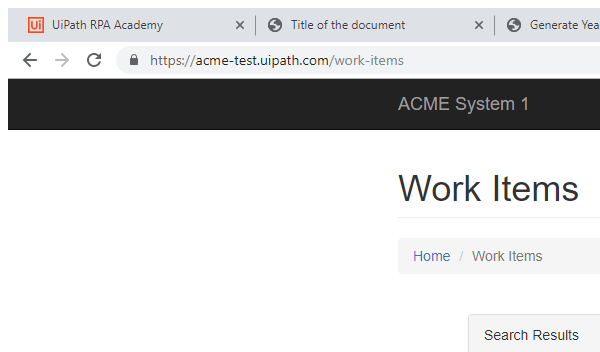 Ui UiPath RPA Academy Title of the document Generate Yea
https://acme-test.uipath.com/work-items
ACME System 1
Work Items
Home / Work Items
Search Results